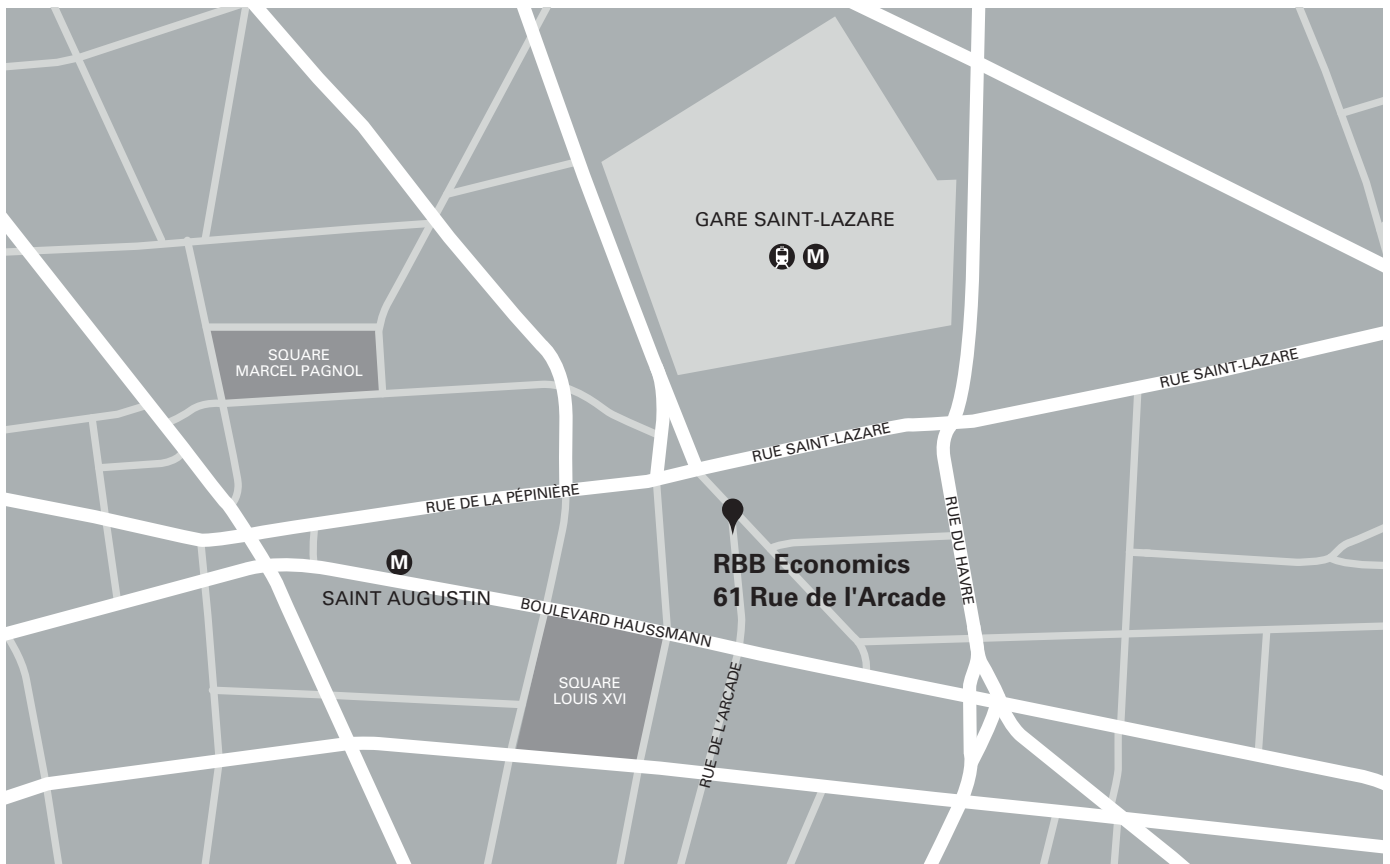 GARE SAINT-LAZARE
M
SQUARE
MARCEL PAGNOL
RUE SAINT-LAZARE
RUE SAINT-LAZARE
RUE DE LA PÉPINIÈRE
RUE DU HAVRE
M
SAINT AUGUSTIN
RBB Economics
61 Rue de l'Arcade
BOULEVARD HAUSSMANN
SQUARE
LOUIS XVI
RUE DE L'ARCADE